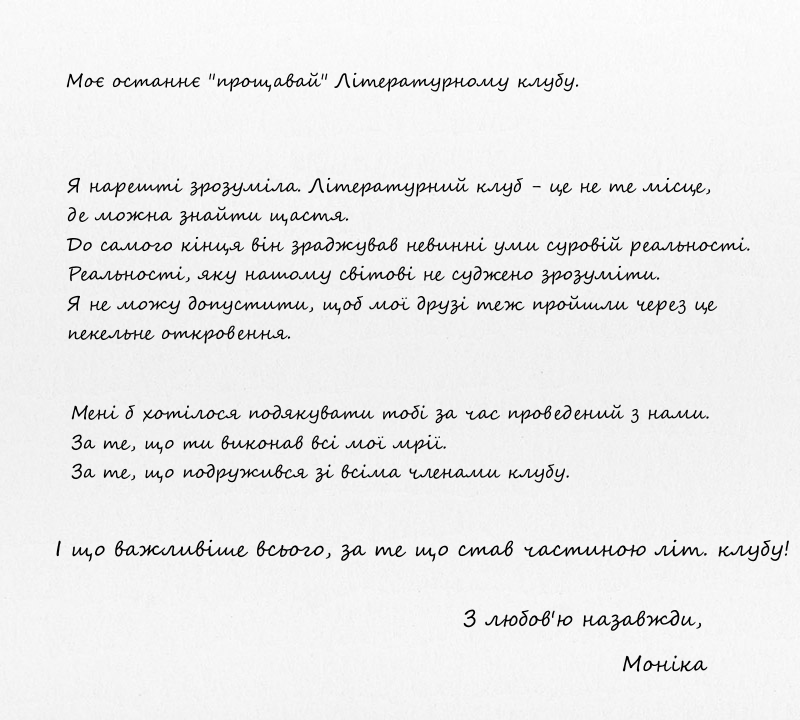 Моє останнє "прощавай" Літературному клубу.
Я нарешті зрозуміла. Літературний клуб - це не те місце,
де можна знайти щастя.
До самого кінця він зраджував невинні уми суровій реальності.
Реальності, яку нашому світові не суджено зрозуміти.
Я не можу допустити, щоб мої друзі теж пройшли через це
пекельне откровення.
Мені б хотілося подякувати тобі за час проведений з нами.
За те, що ти виконав всі мої мрії.
За те, що подружився зі всіма членами клубу.
І що важливіше всього, за те що став частиною літ. клубу!
З любов'ю назавжди,
Моніка